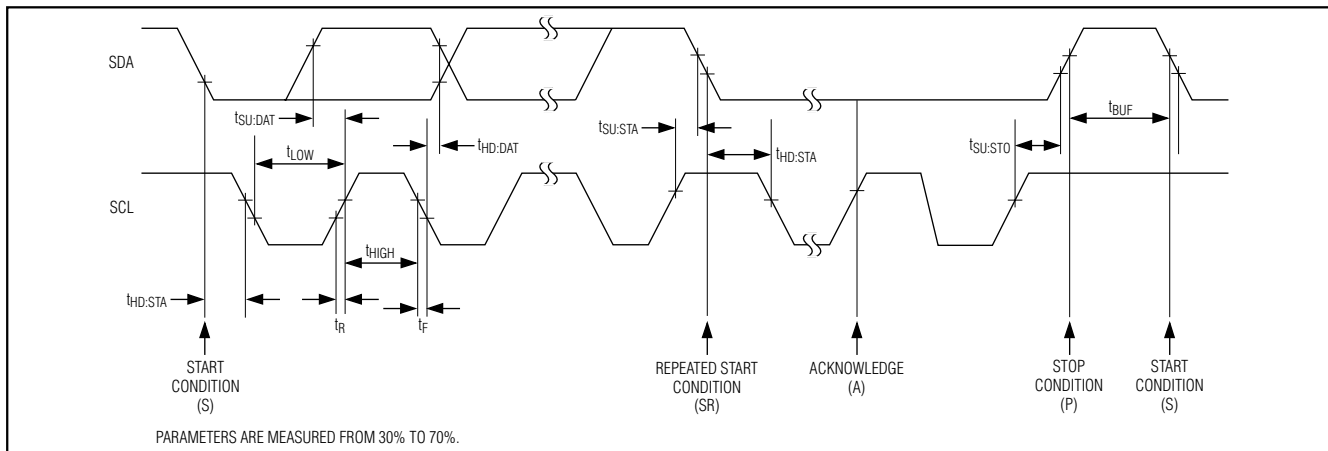 SDA
tSU:DAT
tLOW
tHD:DAT
tSU:STA
tHD:STA
tBUF
tSU:STO
SCL
tHIGH
tHD:STA
tR
tF
START
CONDITION
(S)
REPEATED START
CONDITION
(SR)
ACKNOWLEDGE
(A)
STOP
CONDITION
(P)
START
CONDITION
(S)
PARAMETERS ARE MEASURED FROM 30% TO 70%.